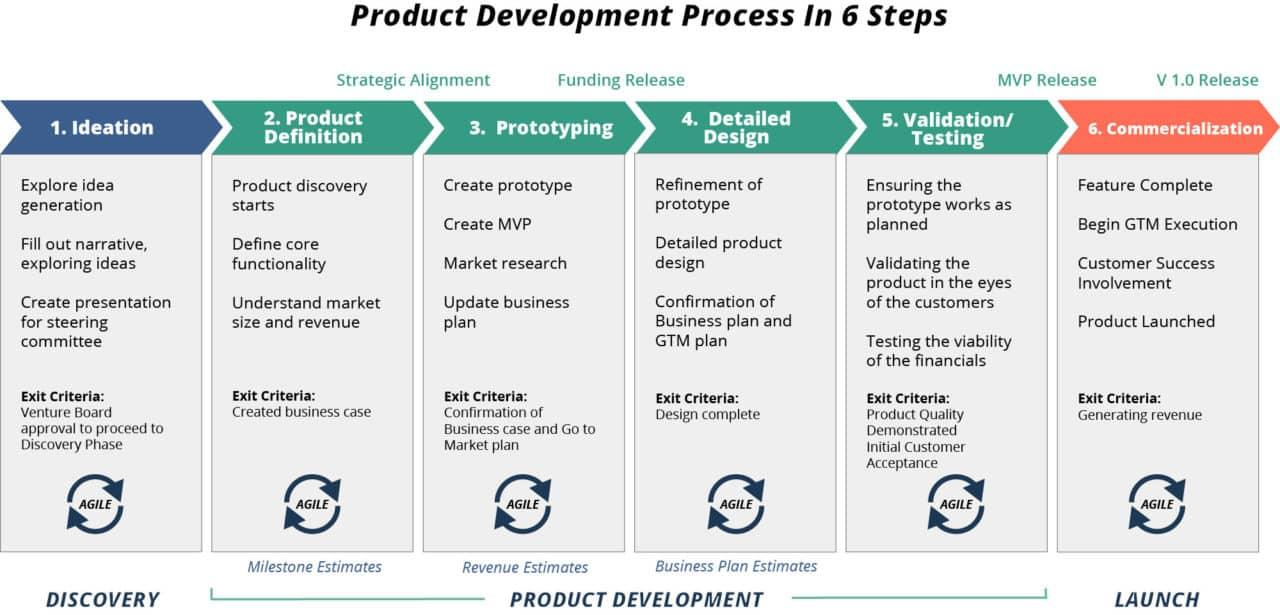 Product Development Process In 6 Steps
Strategic Alignment
Funding Release
MVP Release
V 1.0 Release
1. Ideation
2. Product
Definition
3. Prototyping
4. Detailed
Design
5. Validation/
Testing
6. Commercialization
Explore idea
generation
Fill out narrative,
exploring ideas
Create presentation
for steering
committee
Exit Criteria:
Venture Board
approval to proceed to
Discovery Phase
AGILE
Product discovery
starts
Define core
functionality
Understand market
size and revenue
Exit Criteria:
Created business case
AGILE
Create prototype
Create MVP
Market research
Update business
plan
Exit Criteria:
Confirmation of
Business case and Go to
Market plan
AGILE
Refinement of
prototype
Detailed product
design
Confirmation of
Business plan and
GTM plan
Exit Criteria:
Design complete
AGILE
Ensuring the
prototype works as
planned
Validating the
product in the eyes
of the customers
Testing the viability
of the financials
Exit Criteria:
Product Quality
Demonstrated
Initial Customer
Acceptance
AGILE
Feature Complete
Begin GTM Execution
Customer Success
Involvement
Product Launched
Exit Criteria:
Generating revenue
AGILE
Milestone Estimates
Revenue Estimates
Business Plan Estimates
DISCOVERY
PRODUCT DEVELOPMENT
LAUNCH